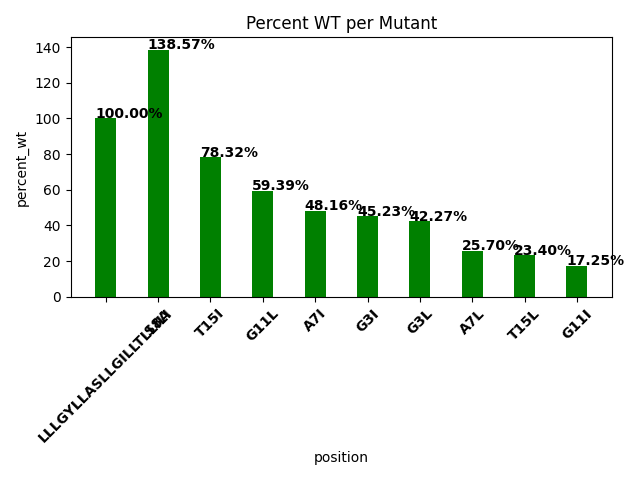 Percent WT per Mutant
percent_wt
140
120
100
80
60
40
20
0
100.00%
138.57%
78.32%
59.39%
48.16%
45.23%
42.27%
25.70%
23.40%
17.25%
T15I
G11L
A7I
G3I
G3L
A7L
T15L
G11I
position